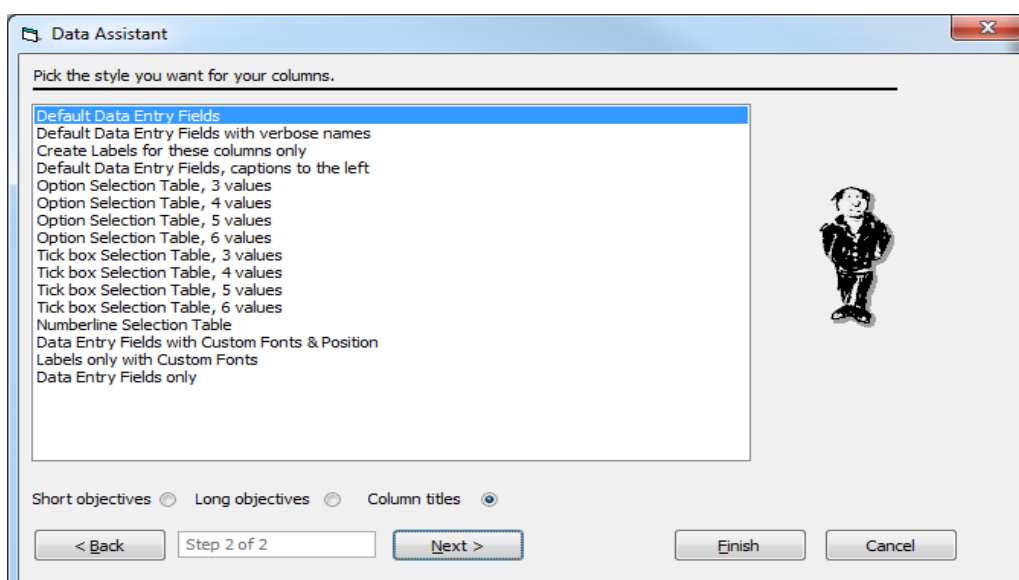 Data Assistant
Pick the style you want for your columns.
Default Data Entry Fields
Default Data Entry Fields with verbose names
Create Labels for these columns only
Default Data Entry Fields, captions to the left
Option Selection Table, 3 values
Option Selection Table, 4 values
Option Selection Table, 5 values
Option Selection Table, 6 values
Tick box Selection Table, 3 values
Tick box Selection Table, 4 values
Tick box Selection Table, 5 values
Tick box Selection Table, 6 values
Numberline Selection Table
Data Entry Fields with Custom Fonts & Position
Labels only with Custom Fonts
Data Entry Fields only
Short objectives Long objectives Column titles
< Back Step 2 of 2 Next > Finish Cancel